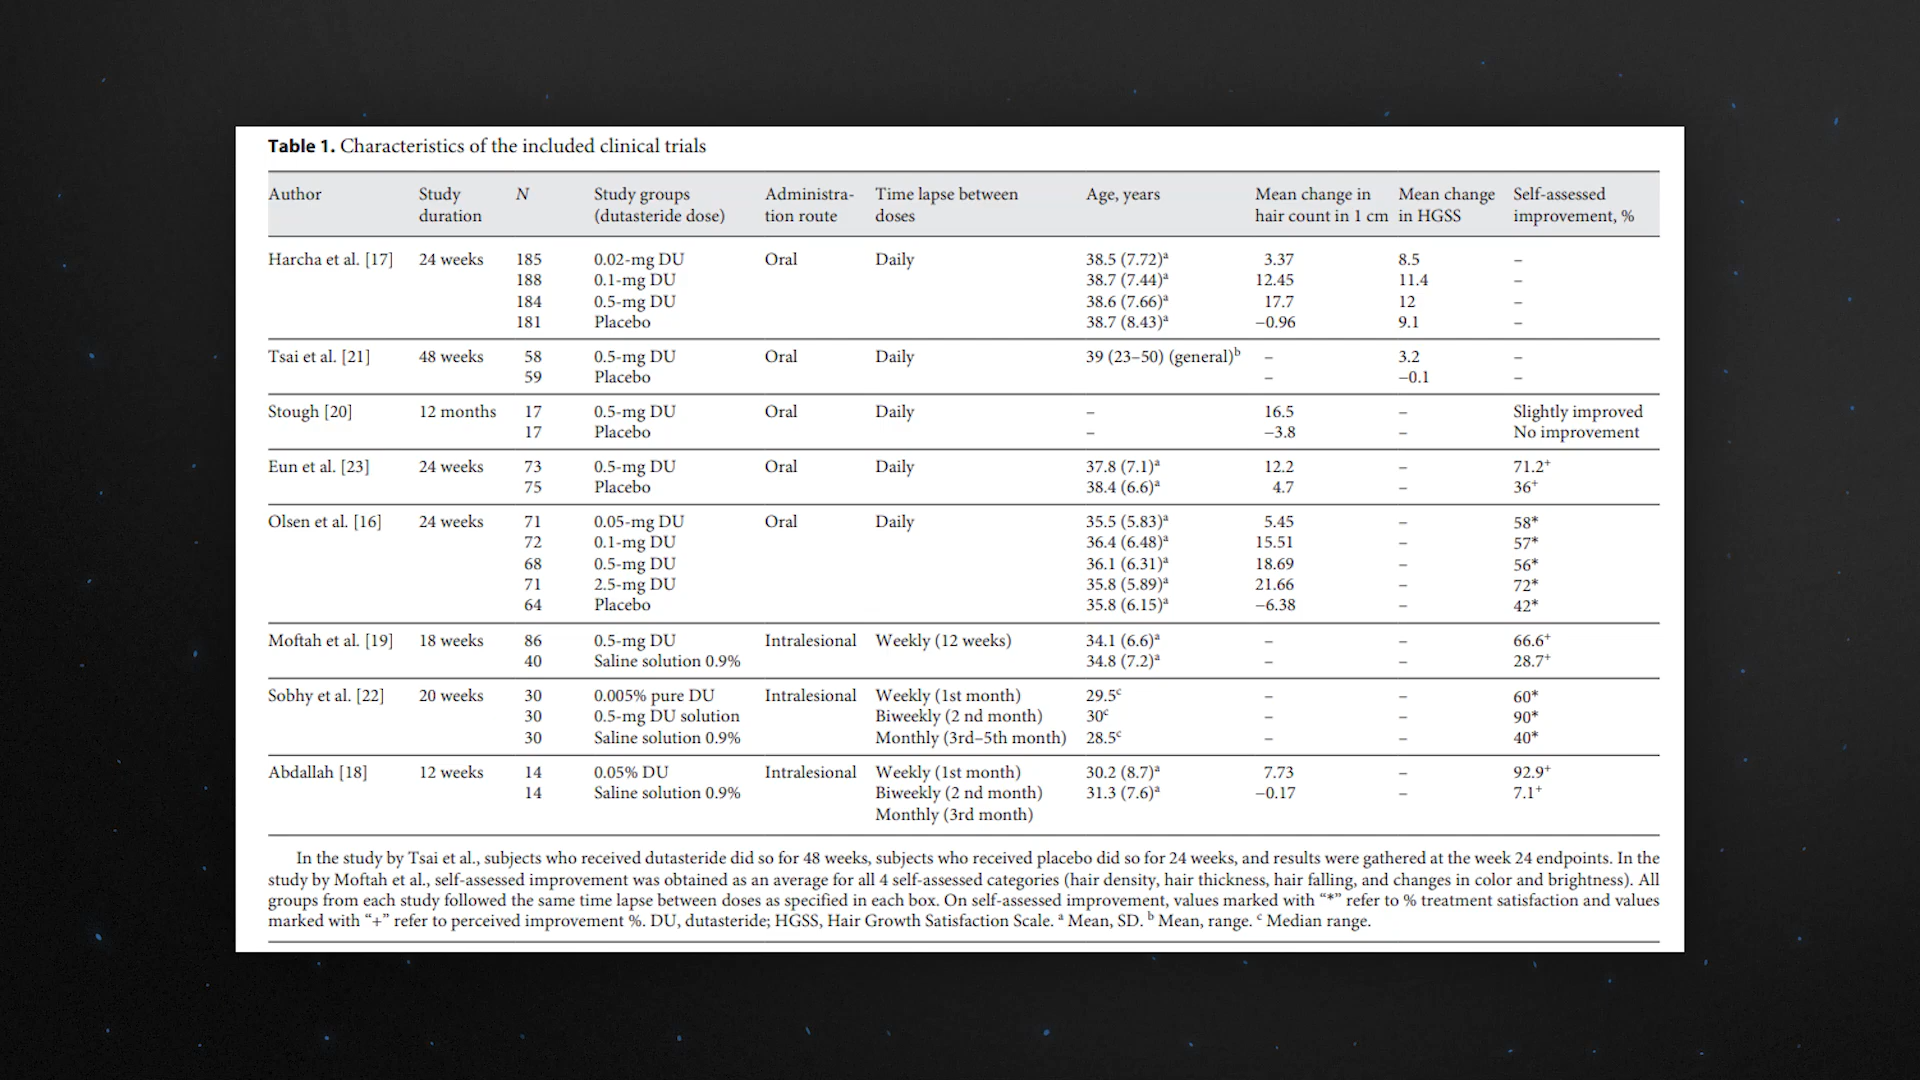 Table 1. Characteristics of the included clinical trials
Author Study duration N Study groups (dutasteride dose) Administra-tion route Time lapse between doses Age, years Mean change in hair count in 1 cm Mean change in HGSS Self-assessed improvement, %
Harcha et al. [17] 24 weeks 185 0.02-mg DU Oral Daily 38.5 (7.72)ᵃ 3.37 8.5 –
188 0.1-mg DU 38.7 (7.44)ᵃ 12.45 11.4 –
184 0.5-mg DU 38.6 (7.66)ᵃ 17.7 12 –
181 Placebo 38.7 (8.43)ᵃ −0.96 9.1 –
Tsai et al. [21] 48 weeks 58 0.5-mg DU Oral Daily 39 (23–50) (general)ᵇ – 3.2 –
59 Placebo – −0.1 –
Stough [20] 12 months 17 0.5-mg DU Oral Daily – 16.5 – Slightly improved
17 Placebo – −3.8 – No improvement
Eun et al. [23] 24 weeks 73 0.5-mg DU Oral Daily 37.8 (7.1)ᵃ 12.2 – 71.2⁺
75 Placebo 38.4 (6.6)ᵃ 4.7 – 36⁺
Olsen et al. [16] 24 weeks 71 0.05-mg DU Oral Daily 35.5 (5.83)ᵃ 5.45 – 58*
72 0.1-mg DU 36.4 (6.48)ᵃ 15.51 – 57*
68 0.5-mg DU 36.1 (6.31)ᵃ 18.69 – 56*
71 2.5-mg DU 35.8 (5.89)ᵃ 21.66 – 72*
64 Placebo 35.8 (6.15)ᵃ −6.38 – 42*
Moftah et al. [19] 18 weeks 86 0.5-mg DU Intralesional Weekly (12 weeks) 34.1 (6.6)ᵃ – – 66.6⁺
40 Saline solution 0.9% 34.8 (7.2)ᵃ – – 28.7⁺
Sobhy et al. [22] 20 weeks 30 0.005% pure DU Intralesional Weekly (1st month) 29.5ᶜ – – 60*
30 0.5-mg DU solution Biweekly (2 nd month) 30ᶜ – – 90*
30 Saline solution 0.9% Monthly (3rd–5th month) 28.5ᶜ – – 40*
Abdallah [18] 12 weeks 14 0.05% DU Intralesional Weekly (1st month) 30.2 (8.7)ᵃ 7.73 – 92.9⁺
14 Saline solution 0.9% Biweekly (2 nd month) 31.3 (7.6)ᵃ −0.17 – 7.1⁺
Monthly (3rd month)
In the study by Tsai et al., subjects who received dutasteride did so for 48 weeks, subjects who received placebo did so for 24 weeks, and results were gathered at the week 24 endpoints. In the
study by Moftah et al., self-assessed improvement was obtained as an average for all 4 self-assessed categories (hair density, hair thickness, hair falling, and changes in color and brightness). All
groups from each study followed the same time lapse between doses as specified in each box. On self-assessed improvement, values marked with “*” refer to % treatment satisfaction and values
marked with “+” refer to perceived improvement %. DU, dutasteride; HGSS, Hair Growth Satisfaction Scale. ᵃ Mean, SD. ᵇ Mean, range. ᶜ Median range.